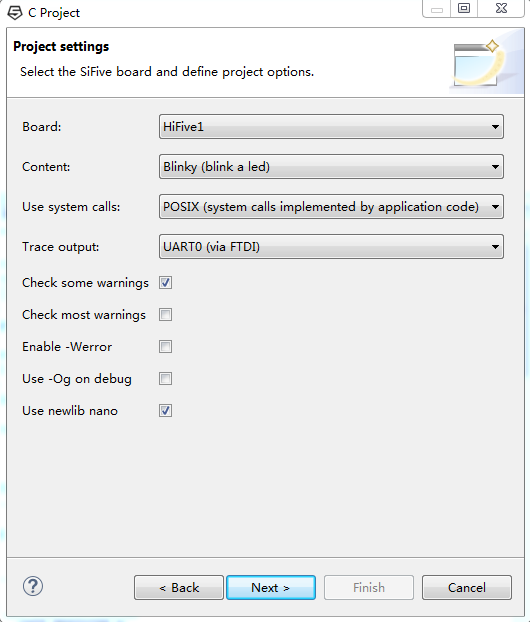 C Project
Project settings
Select the SiFive board and define project options.
Board: HiFive1
Content: Blinky (blink a led)
Use system calls: POSIX (system calls implemented by application code)
Trace output: UART0 (via FTDI)
Check some warnings
Check most warnings
Enable -Werror
Use -Og on debug
Use newlib nano
? < Back Next > Finish Cancel